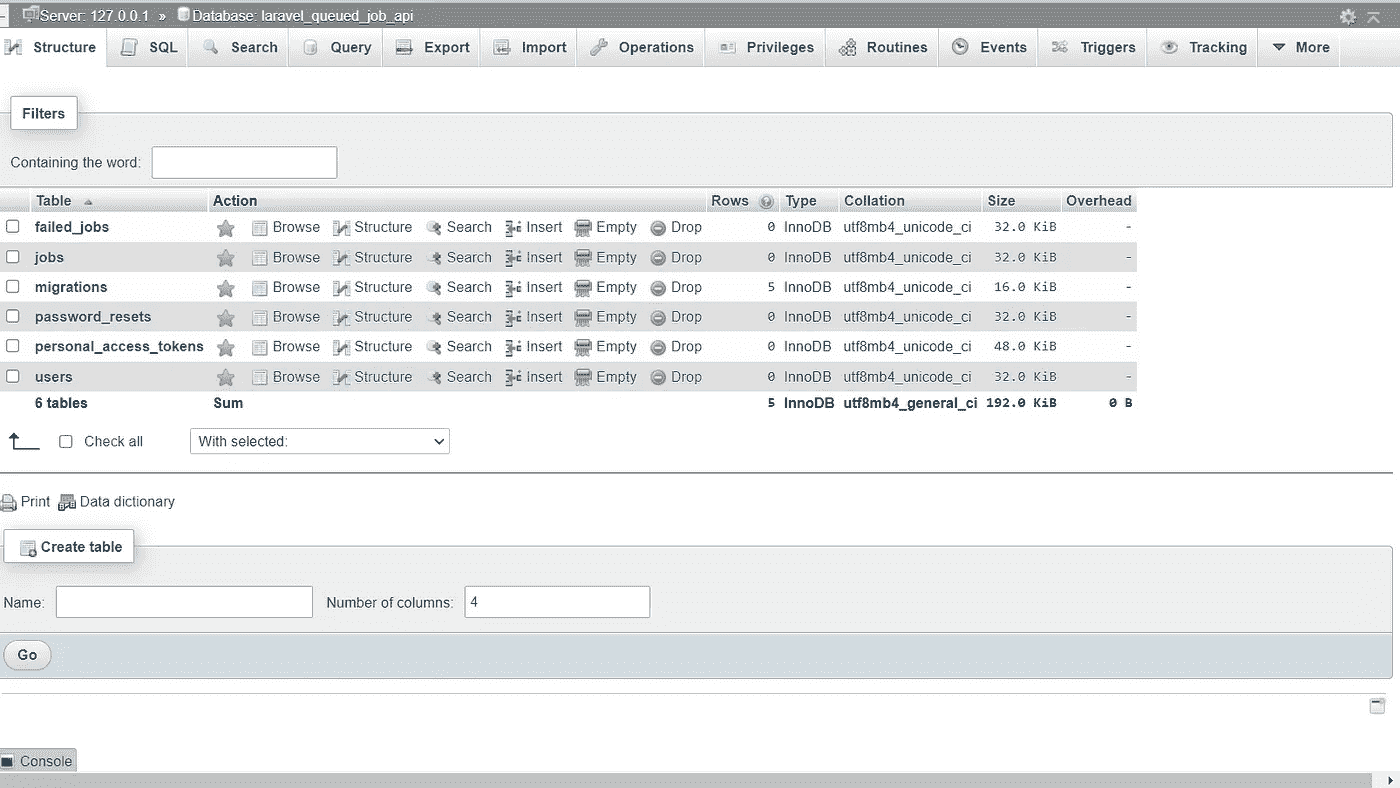 Server: 127.0.0.1 » Database: laravel_queued_job_api
Structure SQL Search Query Export Import Operations Privileges Routines Events Triggers Tracking More
Filters
Containing the word:
Table Action Rows Type Collation Size Overhead
failed_jobs Browse Structure Search Insert Empty Drop 0 InnoDB utf8mb4_unicode_ci 32.0 KiB -
jobs Browse Structure Search Insert Empty Drop 0 InnoDB utf8mb4_unicode_ci 32.0 KiB -
migrations Browse Structure Search Insert Empty Drop 5 InnoDB utf8mb4_unicode_ci 16.0 KiB -
password_resets Browse Structure Search Insert Empty Drop 0 InnoDB utf8mb4_unicode_ci 32.0 KiB -
personal_access_tokens Browse Structure Search Insert Empty Drop 0 InnoDB utf8mb4_unicode_ci 48.0 KiB -
users Browse Structure Search Insert Empty Drop 0 InnoDB utf8mb4_unicode_ci 32.0 KiB -
6 tables Sum 5 InnoDB utf8mb4_general_ci 192.0 KiB 0 B
Check all With selected:
Print Data dictionary
Create table
Name: Number of columns: 4
Go
Console